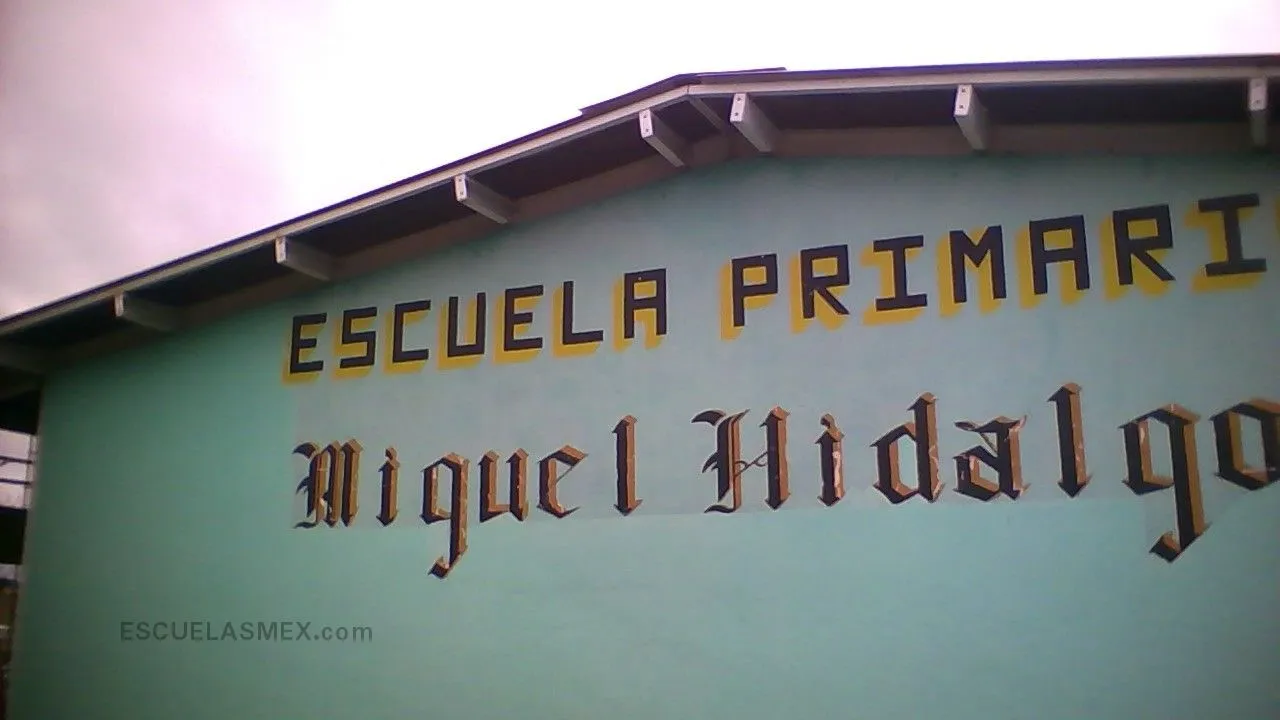 ESCUELA PRIMARI
Miguel Hidalgo
ESCUELASMEX.com